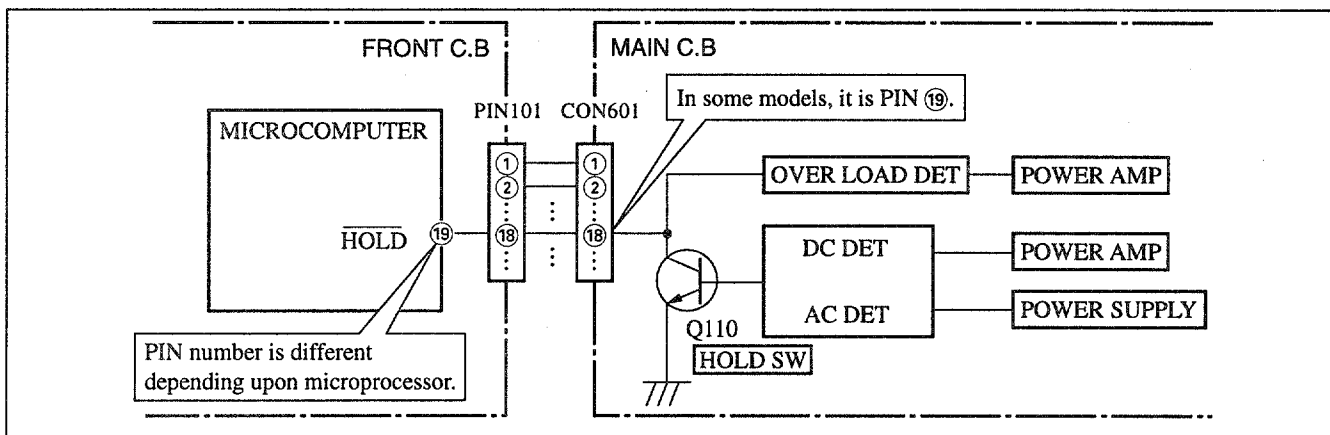 FRONT C.B
MAIN C.B
In some models, it is PIN ⑲.
PIN101
CON601
MICROCOMPUTER
①
①
②
②
OVER LOAD DET
POWER AMP
HOLD
⑲
⑱
⑱
DC DET
POWER AMP
AC DET
POWER SUPPLY
Q110
HOLD SW
PIN number is different
depending upon microprocessor.